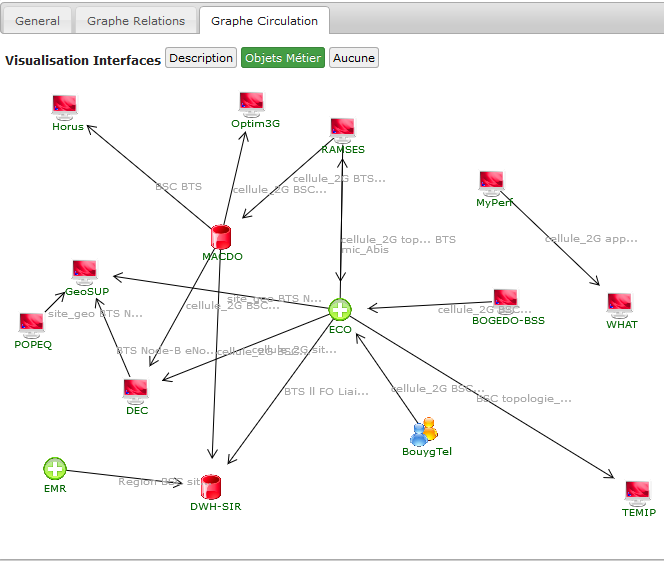 General
Graphe Relations
Graphe Circulation
Visualisation Interfaces
Description
Objets Métier
Aucune
Horus
Optim3G
RAMSES
cellule_2G BTS...
BSC BTS
cellule_2G BSC...
MyPerf
cellule_2G app...
cellule_2G top... BTS
mic_Abis
MACDO
GeoSUP
site_geo BTS N...
cellule_2G BSC...
site_geo BTS N...
POPEQ
ECO
cellule_2G BSC...
BOGEDO-BSS
WHAT
BTS Node-B eNo...
cellule_2G BSC...
cellule_2G sit...
DEC
BTS ll FO Liai...
cellule_2G BSC...
BSC topologie_...
BouygTel
EMR
Region BSC sit
DWH-SIR
TEMIP